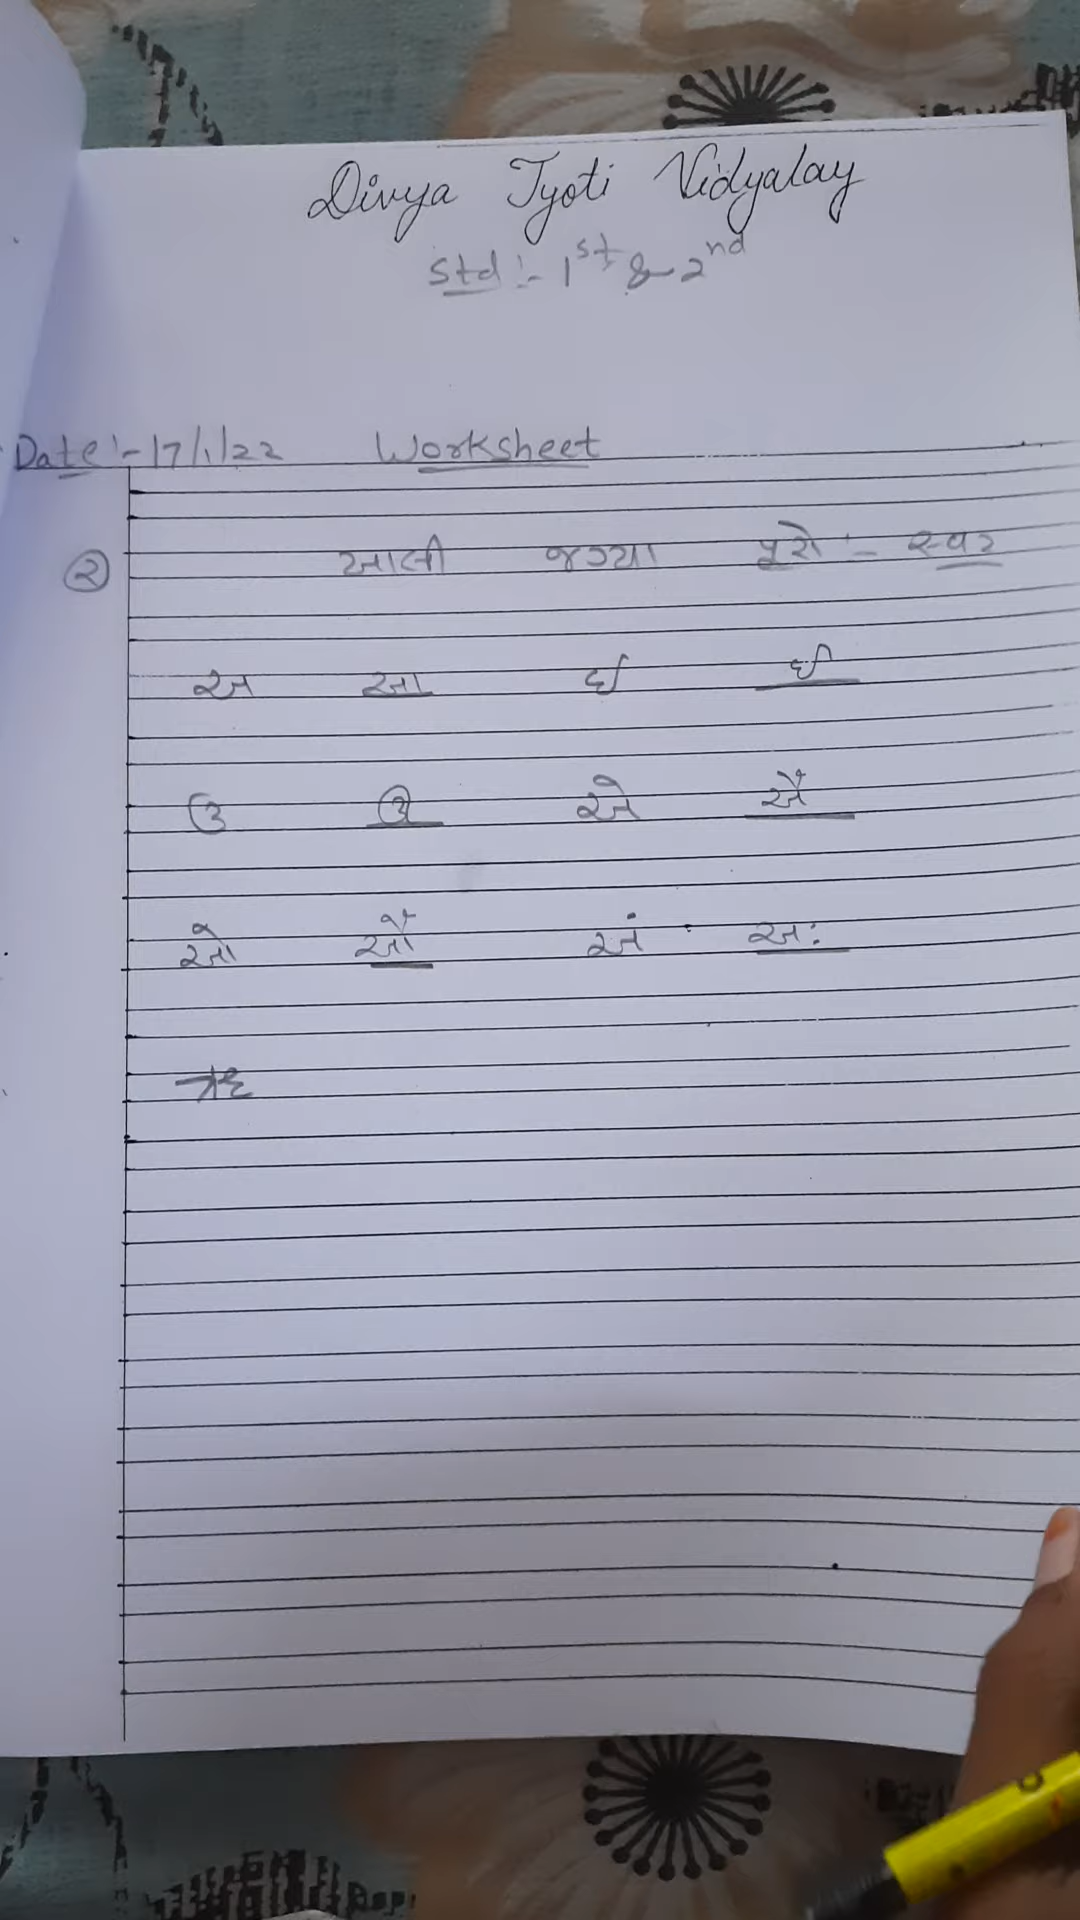 Divya Jyoti Vidyalay
Std :- 1st & 2nd
Date :- 17/1/22 Worksheet
૨ ખાલી જગ્યા પૂરો :- સ્વર
અ આ ઇ ઈ
ઉ ઊ એ ઐ
ઓ ઔ અં અઃ
ઋ